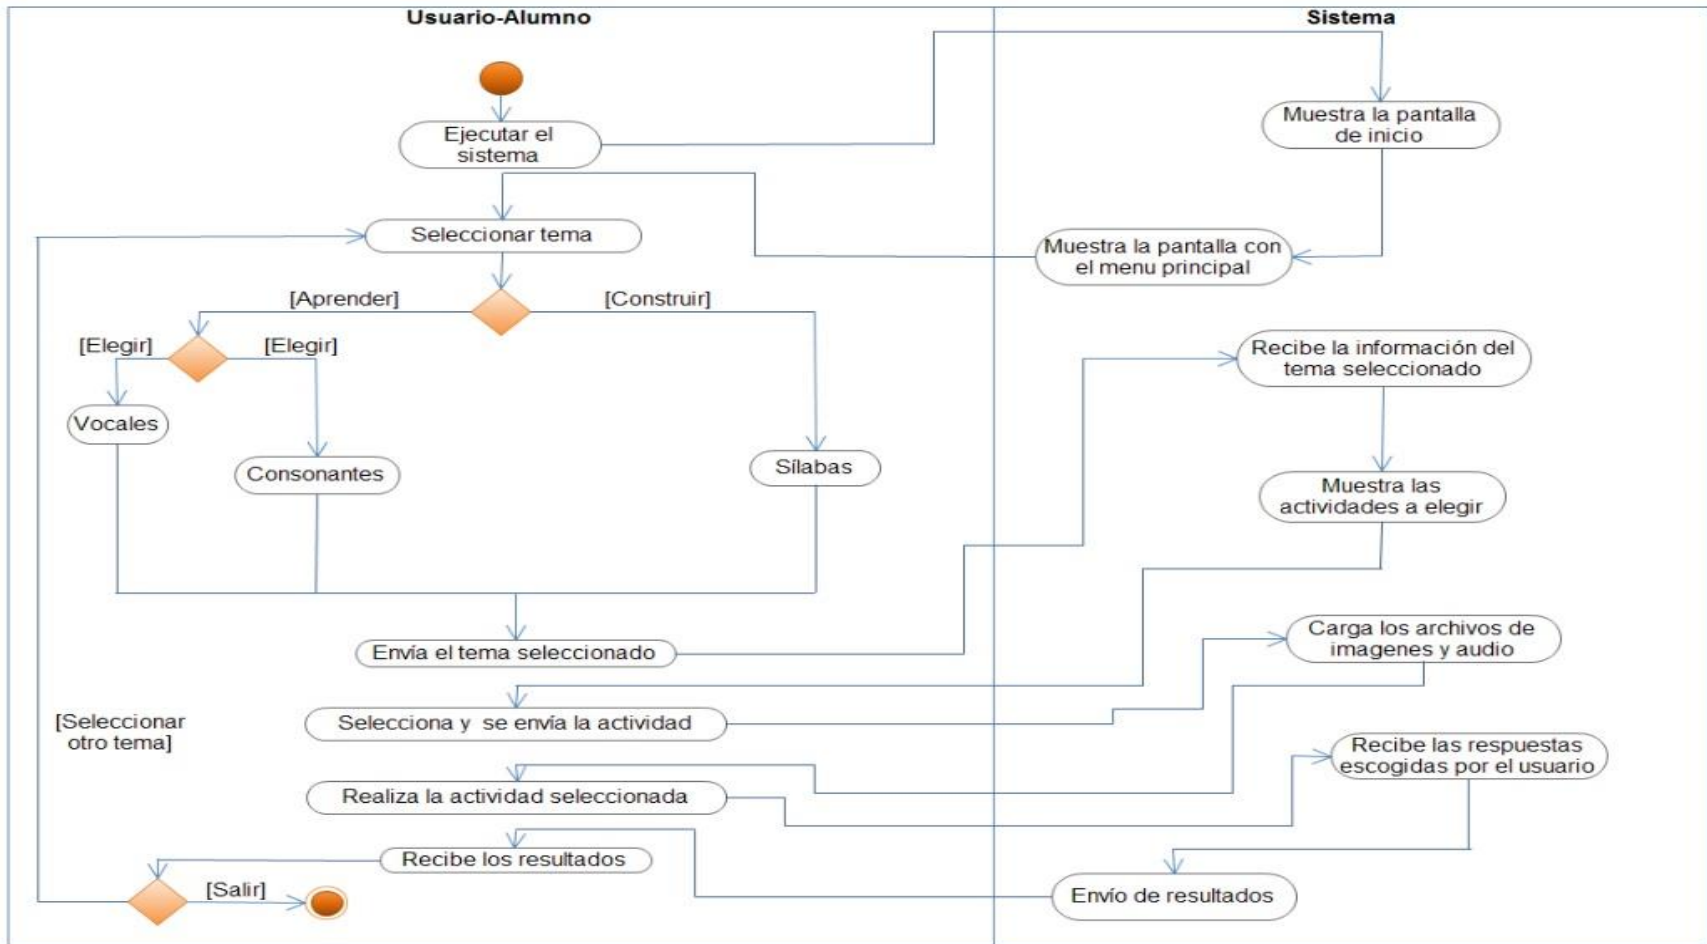 Usuario-Alumno
Sistema
Ejecutar el
sistema
Muestra la pantalla
de inicio
Seleccionar tema
Muestra la pantalla con
el menu principal
[Aprender]
[Construir]
[Elegir]
[Elegir]
Recibe la información del
tema seleccionado
Vocales
Consonantes
Sílabas
Muestra las
actividades a elegir
Envía el tema seleccionado
Carga los archivos de
imagenes y audio
[Seleccionar
otro tema]
Selecciona y se envía la actividad
Recibe las respuestas
escogidas por el usuario
Realiza la actividad seleccionada
Recibe los resultados
[Salir]
Envío de resultados